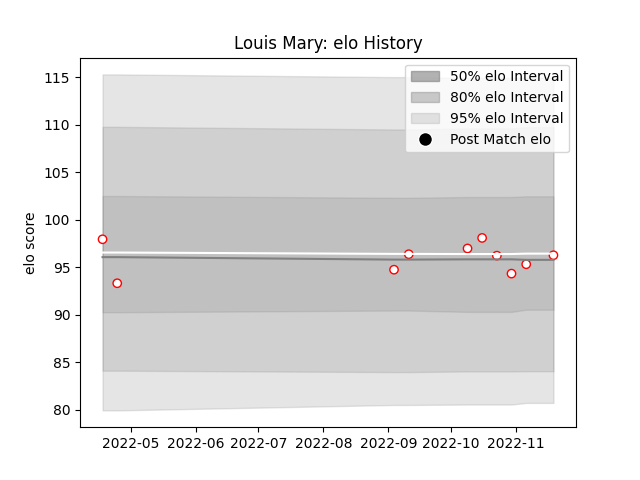 Louis Mary: elo History
115
110
105
100
95
90
85
80
elo score
50% elo Interval
80% elo Interval
95% elo Interval
Post Match elo
2022-05
2022-06
2022-07
2022-08
2022-09
2022-10
2022-11